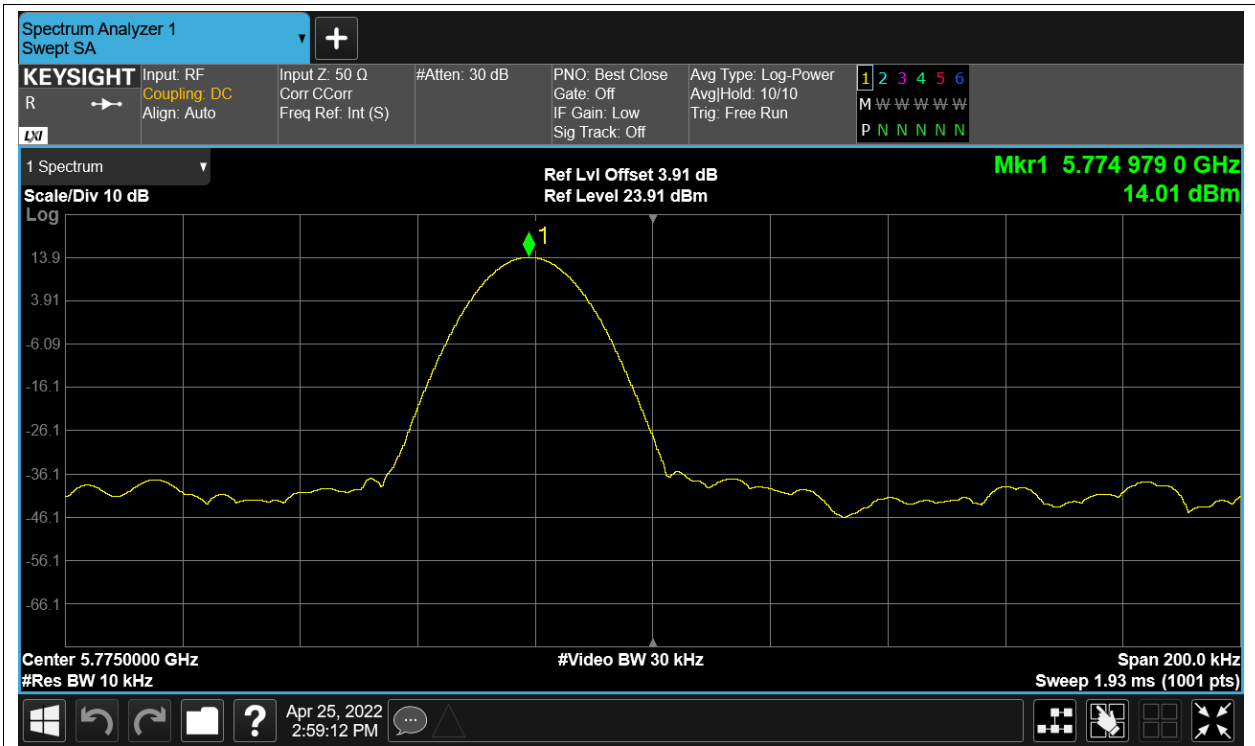 Spectrum Analyzer 1
Swept SA
KEYSIGHT
R
LXI
Input: RF
Coupling: DC
Align: Auto
Input Z: 50 Ω
Corr CCorr
Freq Ref: Int (S)
#Atten: 30 dB
PNO: Best Close
Gate: Off
IF Gain: Low
Sig Track: Off
Avg Type: Log-Power
Avg|Hold: 10/10
Trig: Free Run
1 2 3 4 5 6
M W W W W W
P N N N N N
1 Spectrum
Scale/Div 10 dB
Log
Ref Lvl Offset 3.91 dB
Ref Level 23.91 dBm
Mkr1 5.774 979 0 GHz
14.01 dBm
1
13.9
3.91
-6.09
-16.1
-26.1
-36.1
-46.1
-56.1
-66.1
Center 5.7750000 GHz
#Res BW 10 kHz
#Video BW 30 kHz
Span 200.0 kHz
Sweep 1.93 ms (1001 pts)
?
Apr 25, 2022
2:59:12 PM